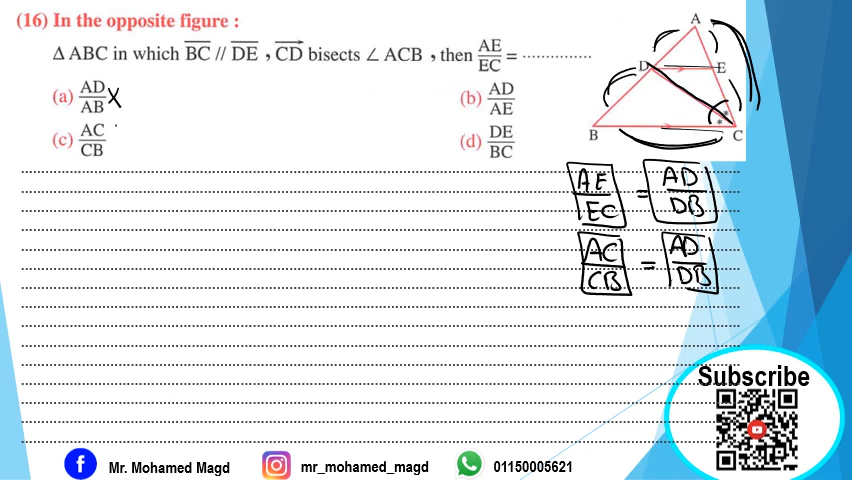 (16) In the opposite figure :
Δ ABC in which BC // DE , CD bisects ∠ ACB , then AE/EC = ...............
(a) AD/AB X
(b) AD/AE
(c) AC/CB
(d) DE/BC
A
D
E
B
C
* *
AE/EC = AD/DB
AC/CB = AD/DB
Subscribe
Mr. Mohamed Magd
mr_mohamed_magd
01150005621